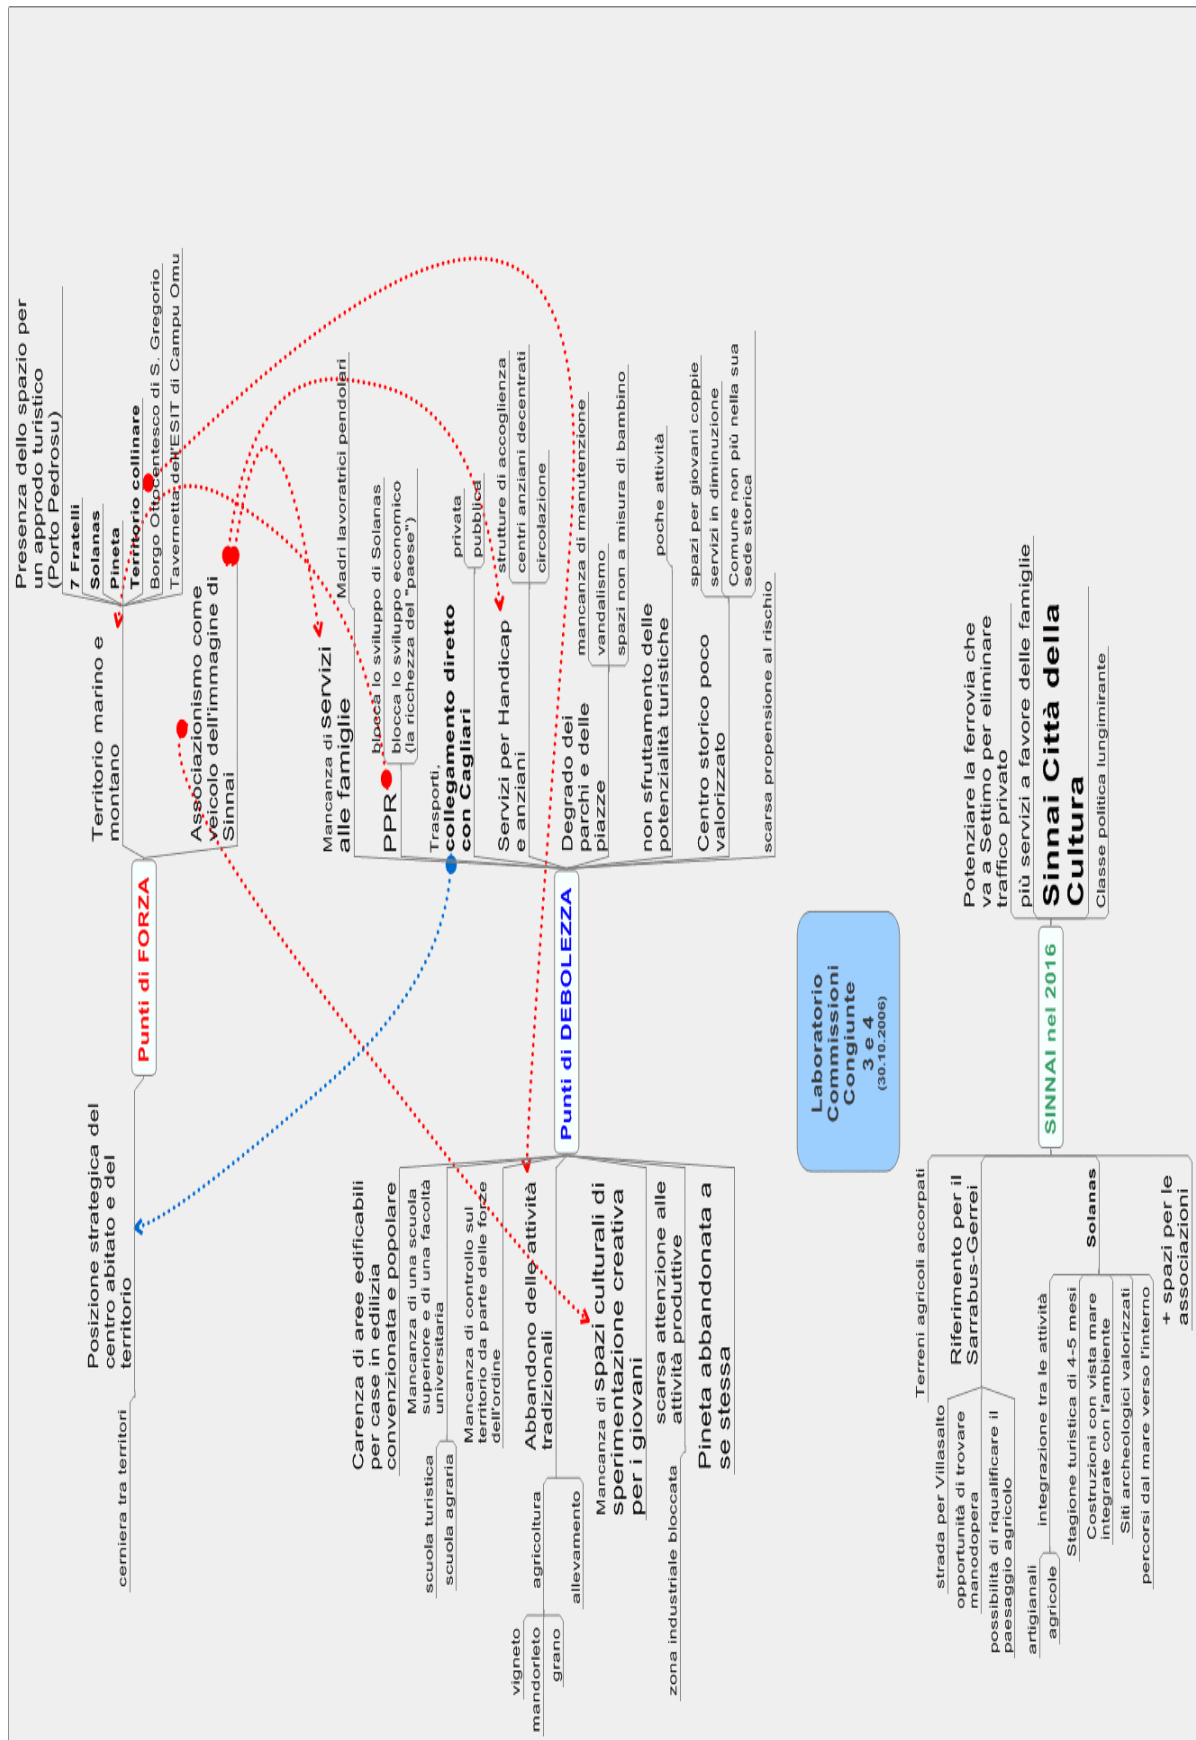 Presenza dello spazio per
un approdo turistico
(Porto Pedrosu)
7 Fratelli
Solanas
Pineta
Territorio collinare
Borgo Ottocentesco di S. Gregorio
Tavernetta dell'ESIT di Campu Omu
Territorio marino e
montano
Associazionismo come
veicolo dell'immagine di
Sinnai
Punti di FORZA
Posizione strategica del
centro abitato e del
territorio
cerniera tra territori
Madri lavoratrici pendolari
Mancanza di servizi
alle famiglie
blocca lo sviluppo di Solanas
blocca lo sviluppo economico
(la ricchezza del "paese")
PPR
privata
pubblica
Trasporti,
collegamento diretto
con Cagliari
strutture di accoglienza
centri anziani decentrati
circolazione
Servizi per Handicap
e anziani
mancanza di manutenzione
vandalismo
spazi non a misura di bambino
Degrado dei
parchi e delle
piazze
poche attività
non sfruttamento delle
potenzialità turistiche
spazi per giovani coppie
servizi in diminuzione
Comune non più nella sua
sede storica
Centro storico poco
valorizzato
scarsa propensione al rischio
Punti di DEBOLEZZA
Carenza di aree edificabili
per case in edilizia
convenzionata e popolare
Mancanza di una scuola
superiore e di una facoltà
universitaria
scuola turistica
scuola agraria
Mancanza di controllo sul
territorio da parte delle forze
dell'ordine
Abbandono delle attività
tradizionali
agricoltura
vigneto
mandorleto
grano
allevamento
Mancanza di spazi culturali di
sperimentazione creativa
per i giovani
scarsa attenzione alle
attività produttive
zona industriale bloccata
Pineta abbandonata a
se stessa
Laboratorio
Commissioni
Congiunte
3 e 4
(30.10.2006)
Potenziare la ferrovia che
va a Settimo per eliminare
traffico privato
più servizi a favore delle famiglie
Sinnai Città della
Cultura
Classe politica lungimirante
SINNAI nel 2016
Terreni agricoli accorpati
Riferimento per il
Sarrabus-Gerrei
strada per Villasalto
opportunità di trovare
manodopera
possibilità di riqualificare il
paesaggio agricolo
Solanas
integrazione tra le attività
artigianali
agricole
Stagione turistica di 4-5 mesi
Costruzioni con vista mare
integrate con l'ambiente
Siti archeologici valorizzati
percorsi dal mare verso l'interno
+ spazi per le
associazioni